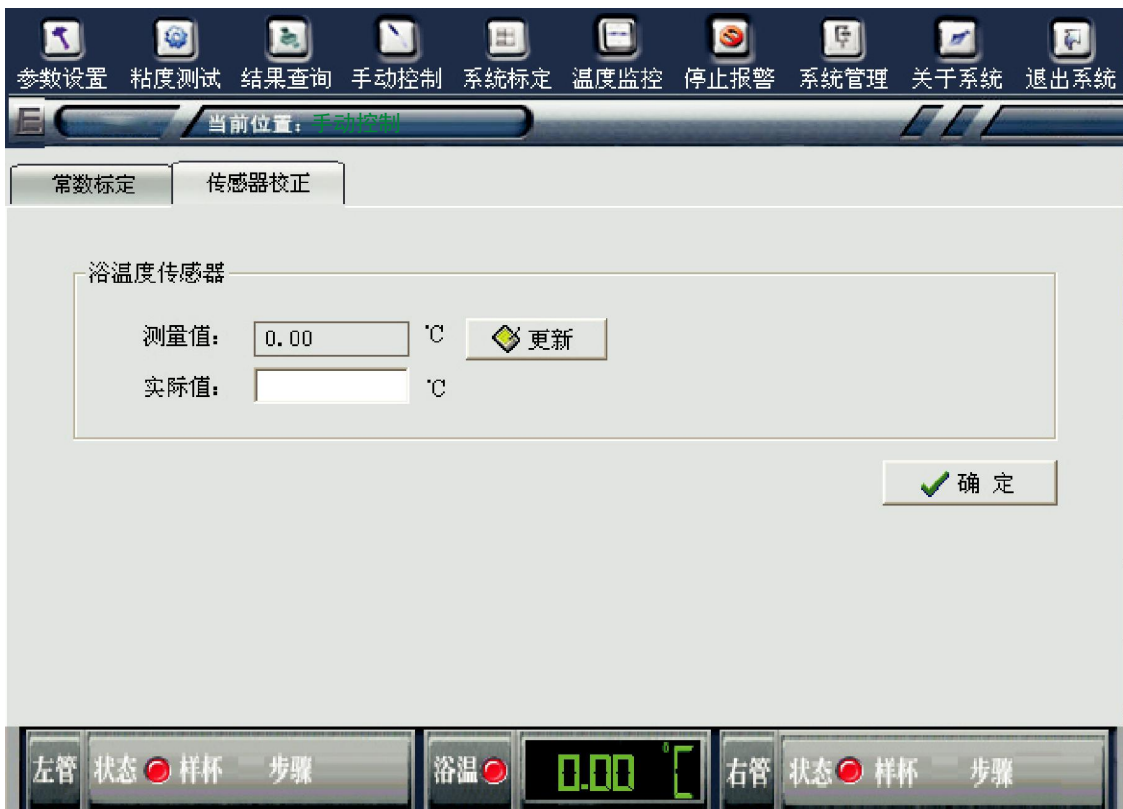 参数设置 粘度测试 结果查询 手动控制 系统标定 温度监控 停止报警 系统管理 关于系统 退出系统
当前位置：手动控制
常数标定 传感器校正
浴温度传感器
测量值： 0.00 ℃ 更新
实际值： ℃
确 定
左管 状态 样杯 步骤 浴温 0.00 ℃ 右管 状态 样杯 步骤